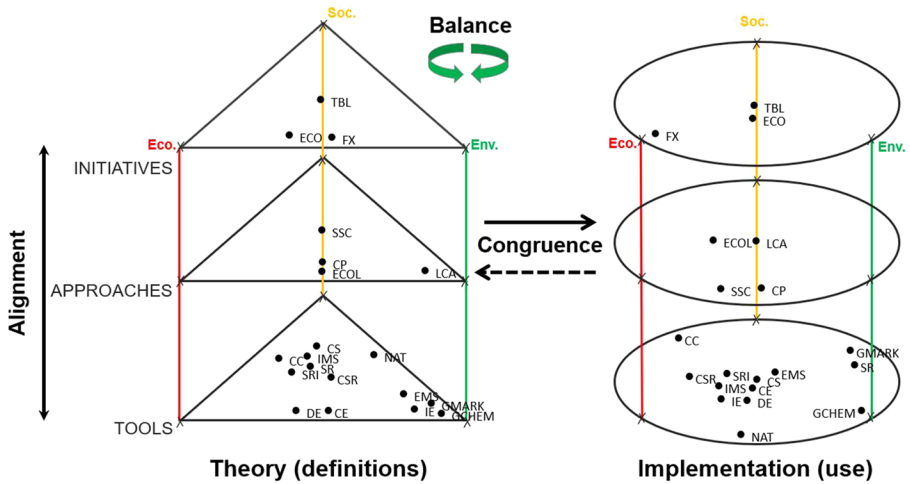 Soc.
Balance
Soc.
TBL
ECO
FX
Eco.
Env.
INITIATIVES
TBL
ECO
FX
Eco.
Env.
Alignment
SSC
CP
ECOL
LCA
APPROACHES
Congruence
ECOL
LCA
SSC
CP
CS
IMS
CC
SR
SRI
CSR
NAT
EMS
GMARK
IE
GCHEM
DE
CE
TOOLS
CC
GMARK
SR
EMS
SRI
CSR
CS
IMS
CE
IE
DE
GCHEM
NAT
Theory (definitions)
Implementation (use)